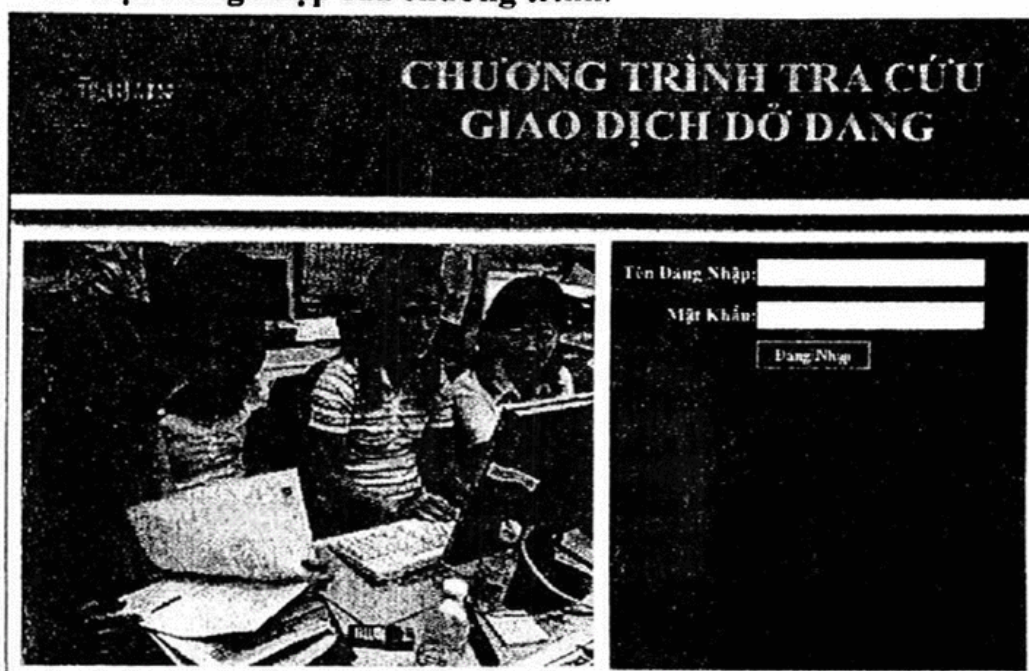 CHƯƠNG TRÌNH TRA CỨU
GIAO DỊCH DỞ DANG
Tên Đăng Nhập:
Mật Khẩu:
Đăng Nhập